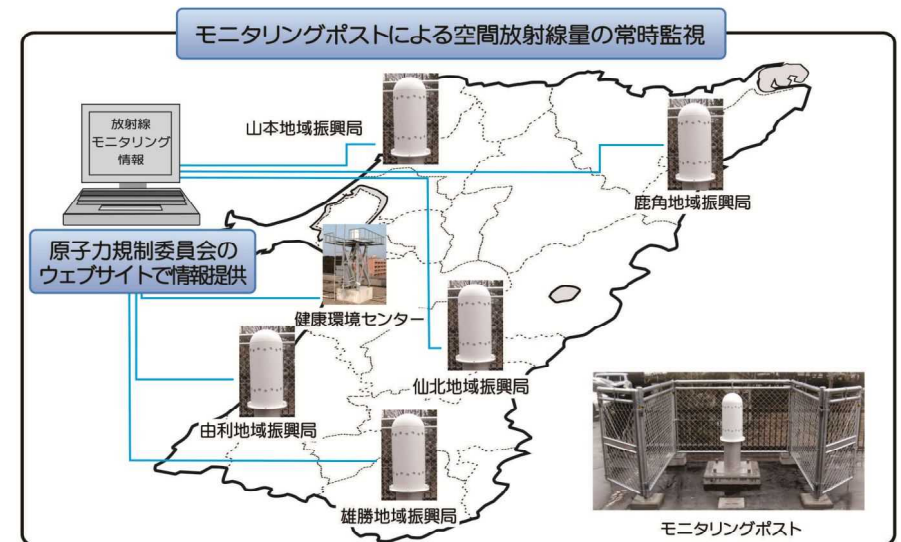 モニタリングポストによる空間放射線量の常時監視
放射線
モニタリング
情報
山本地域振興局
鹿角地域振興局
原子力規制委員会の
ウェブサイトで情報提供
健康環境センター
仙北地域振興局
由利地域振興局
雄勝地域振興局
モニタリングポスト